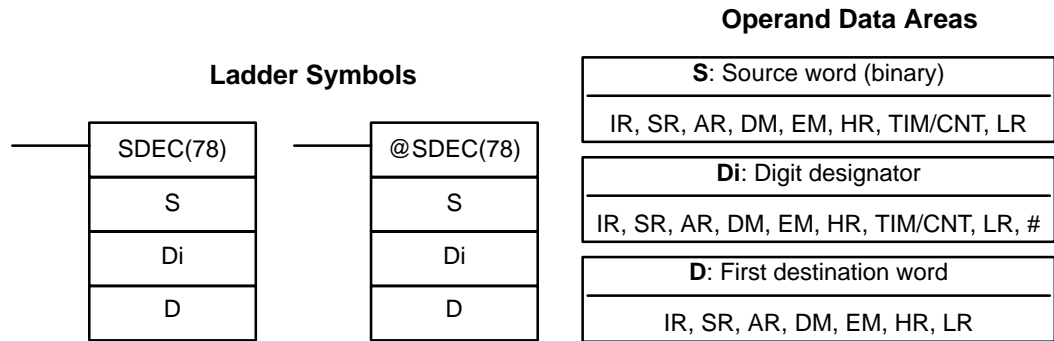 Ladder Symbols
SDEC(78)
S
Di
D
@SDEC(78)
S
Di
D
Operand Data Areas
S: Source word (binary)
IR, SR, AR, DM, EM, HR, TIM/CNT, LR
Di: Digit designator
IR, SR, AR, DM, EM, HR, TIM/CNT, LR, #
D: First destination word
IR, SR, AR, DM, EM, HR, LR